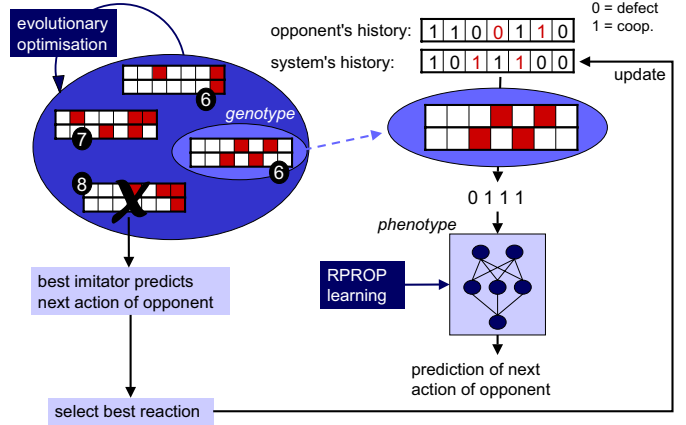 evolutionary
optimisation
opponent's history: 1 1 0 0 1 1 0
system's history: 1 0 1 1 1 0 0
0 = defect
1 = coop.
update
genotype
6
7
6
8
X
0 1 1 1
phenotype
best imitator predicts
next action of opponent
RPROP
learning
prediction of next
action of opponent
select best reaction